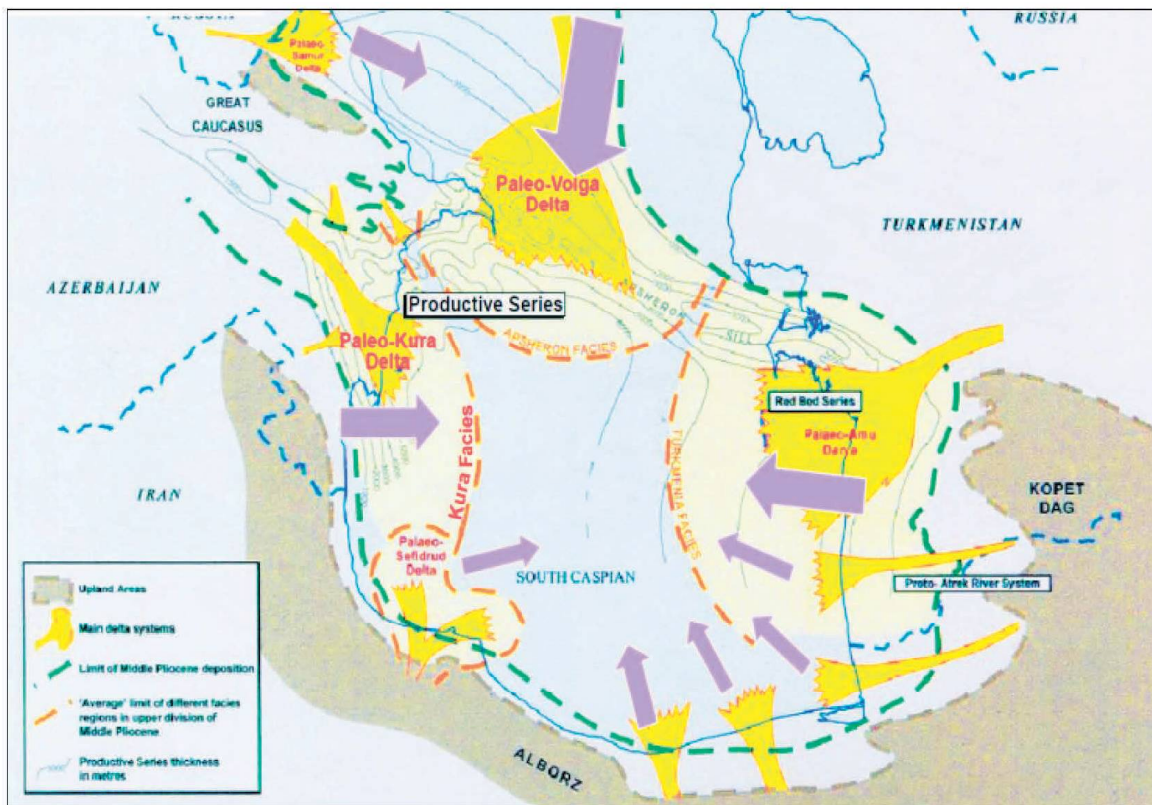 RUSSIA
RUSSIA
Palaeo-
Samur
Delta
GREAT
CAUCASUS
Paleo-Volga
Delta
TURKMENISTAN
AZERBAIJAN
Productive Series
APSHERON
SILL
Paleo-Kura
Delta
APSHERON FACIES
Red Bed Series
Palaeo-Amu
Darya
Kura Facies
TURKMENIA FACIES
IRAN
KOPET
DAG
Palaeo-
Sefidrud
Delta
SOUTH CASPIAN
Proto- Atrek River System
ALBORZ
Upland Areas
Main delta systems
Limit of Middle Pliocene deposition
'Average' limit of different facies
regions in upper division of
Middle Pliocene
Productive Series thickness
in metres